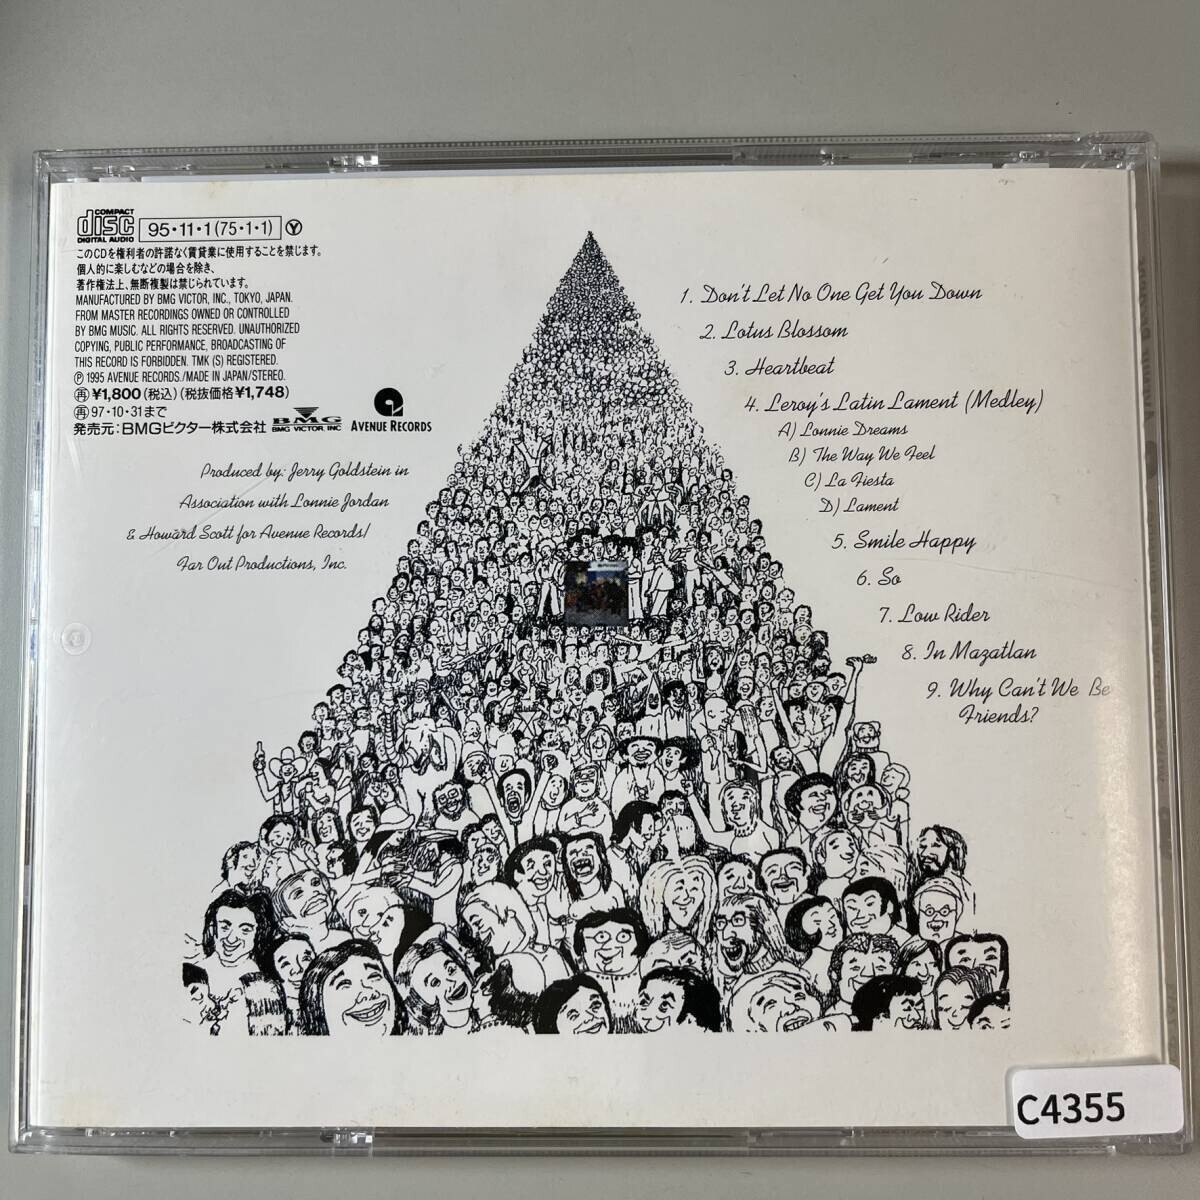 COMPACT
disc
DIGITAL AUDIO
95・11・1(75・1・1) Y
このCDを権利者の許諾なく賃貸業に使用することを禁じます。
個人的に楽しむなどの場合を除き、
著作権法上、無断複製は禁じられています。
MANUFACTURED BY BMG VICTOR, INC., TOKYO, JAPAN.
FROM MASTER RECORDINGS OWNED OR CONTROLLED
BY BMG MUSIC. ALL RIGHTS RESERVED. UNAUTHORIZED
COPYING, PUBLIC PERFORMANCE, BROADCASTING OF
THIS RECORD IS FORBIDDEN. TMK (S) REGISTERED.
Ⓟ 1995 AVENUE RECORDS./MADE IN JAPAN/STEREO.
再 ¥1,800(税込)(税抜価格¥1,748)
再 97・10・31まで
発売元:BMGビクター株式会社
BMG
BMG VICTOR, INC
AVENUE RECORDS
Produced by: Jerry Goldstein in
Association with Lonnie Jordan
& Howard Scott for Avenue Records/
Far Out Productions, Inc.
1. Don't Let No One Get You Down
2. Lotus Blossom
3. Heartbeat
4. Leroy's Latin Lament (Medley)
A) Lonnie Dreams
B) The Way We Feel
C) La Fiesta
D) Lament
5. Smile Happy
6. So
7. Low Rider
8. In Mazatlan
9. Why Can't We Be
Friends?
C4355